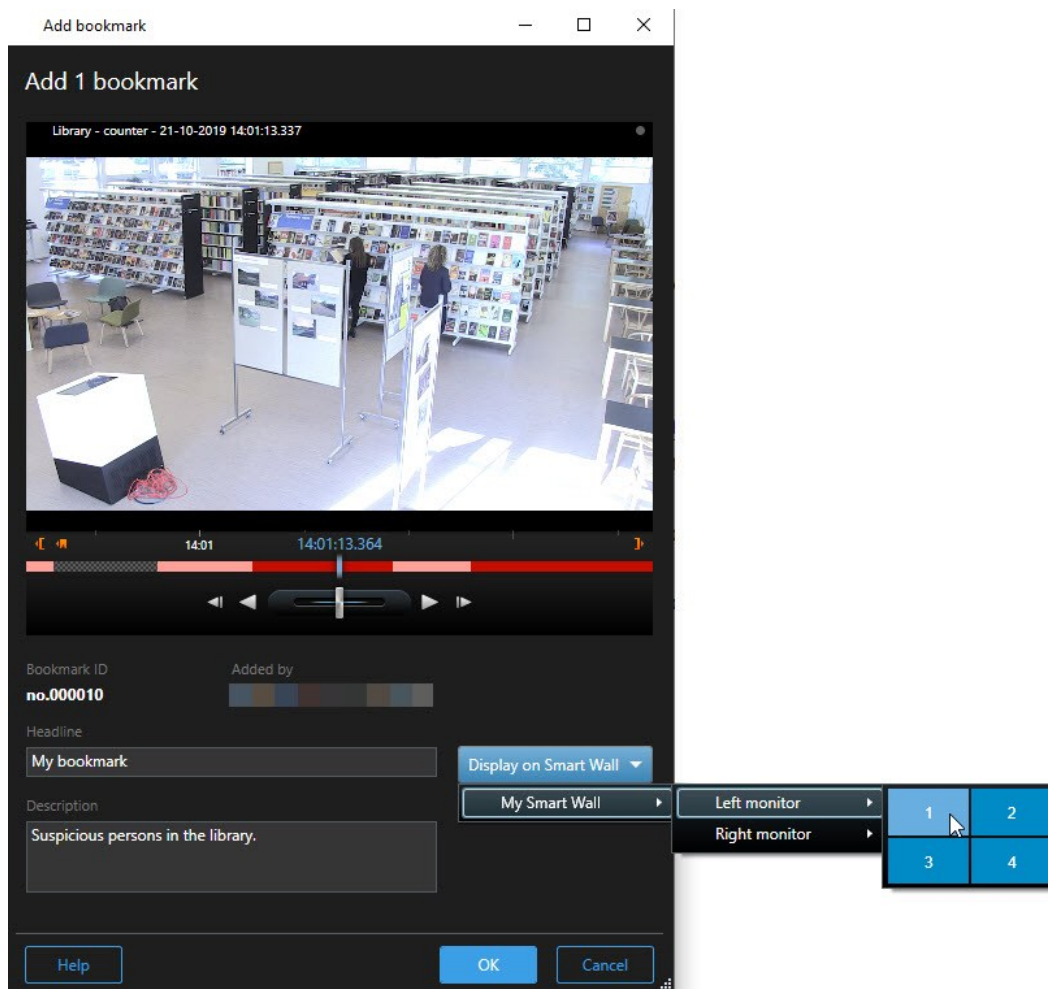 Add bookmark
Add 1 bookmark
Library - counter - 21-10-2019 14:01:13.337
14:01
14:01:13.364
Bookmark ID
Added by
no.000010
Headline
My bookmark
Display on Smart Wall
My Smart Wall
Left monitor
Right monitor
1
2
3
4
Description
Suspicious persons in the library.
Help
OK
Cancel